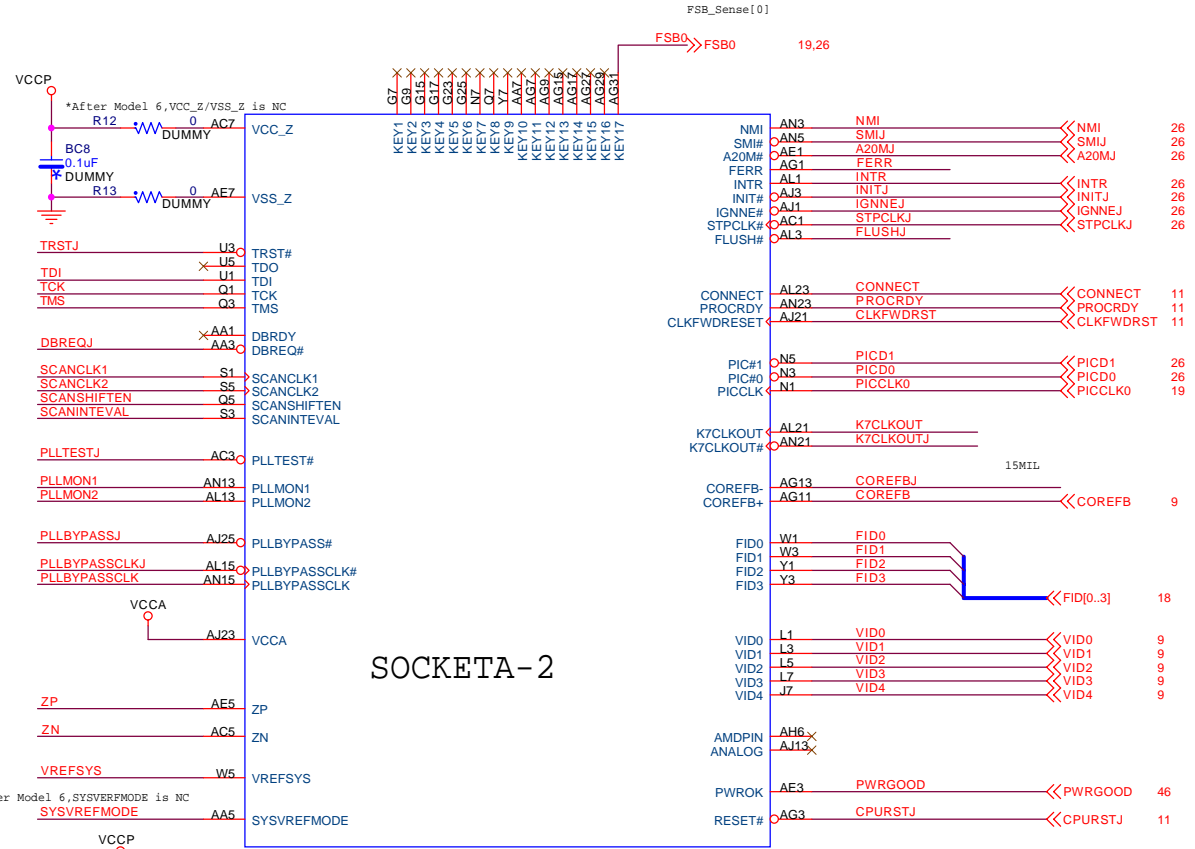 FSB_Sense[0]
FSB0 FSB0 19,26
VCCP
*After Model 6,VCC_Z/VSS_Z is NC
G7 G9 G15 G17 G23 G25 N7 Q7 Y7 AA7 AG7 AG9 AG15 AG17 AG27 AG29 AG31
KEY1 KEY2 KEY3 KEY4 KEY5 KEY6 KEY7 KEY8 KEY9 KEY10 KEY11 KEY12 KEY13 KEY14 KEY15 KEY16 KEY17
R12 0 AC7 VCC_Z
DUMMY
BC8
0.1uF
DUMMY
R13 0 AE7 VSS_Z
DUMMY
TRSTJ U3 TRST#
U5 TDO
TDI U1 TDI
TCK Q1 TCK
TMS Q3 TMS
AA1 DBRDY
DBREQJ AA3 DBREQ#
SCANCLK1 S1 SCANCLK1
SCANCLK2 S5 SCANCLK2
SCANSHIFTEN Q5 SCANSHIFTEN
SCANINTEVAL S3 SCANINTEVAL
PLLTESTJ AC3 PLLTEST#
PLLMON1 AN13 PLLMON1
PLLMON2 AL13 PLLMON2
PLLBYPASSJ AJ25 PLLBYPASS#
PLLBYPASSCLKJ AL15 PLLBYPASSCLK#
PLLBYPASSCLK AN15 PLLBYPASSCLK
VCCA
AJ23 VCCA
SOCKETA-2
ZP AE5 ZP
ZN AC5 ZN
VREFSYS W5 VREFSYS
er Model 6,SYSVERFMODE is NC
SYSVREFMODE AA5 SYSVREFMODE
VCCP
NMI AN3 NMI NMI 26
SMI# AN5 SMIJ SMIJ 26
A20M# AE1 A20MJ A20MJ 26
FERR AG1 FERR
INTR AL1 INTR INTR 26
INIT# AJ3 INITJ INITJ 26
IGNNE# AJ1 IGNNEJ IGNNEJ 26
STPCLK# AC1 STPCLKJ STPCLKJ 26
FLUSH# AL3 FLUSHJ
CONNECT AL23 CONNECT CONNECT 11
PROCRDY AN23 PROCRDY PROCRDY 11
CLKFWDRESET AJ21 CLKFWDRST CLKFWDRST 11
PIC#1 N5 PICD1 PICD1 26
PIC#0 N3 PICD0 PICD0 26
PICCLK N1 PICCLK0 PICCLK0 19
K7CLKOUT AL21 K7CLKOUT
K7CLKOUT# AN21 K7CLKOUTJ
15MIL
COREFB- AG13 COREFBJ
COREFB+ AG11 COREFB COREFB 9
FID0 W1 FID0
FID1 W3 FID1
FID2 Y1 FID2
FID3 Y3 FID3
FID[0..3] 18
VID0 L1 VID0 VID0 9
VID1 L3 VID1 VID1 9
VID2 L5 VID2 VID2 9
VID3 L7 VID3 VID3 9
VID4 J7 VID4 VID4 9
AMDPIN AH6
ANALOG AJ13
PWROK AE3 PWRGOOD PWRGOOD 46
RESET# AG3 CPURSTJ CPURSTJ 11